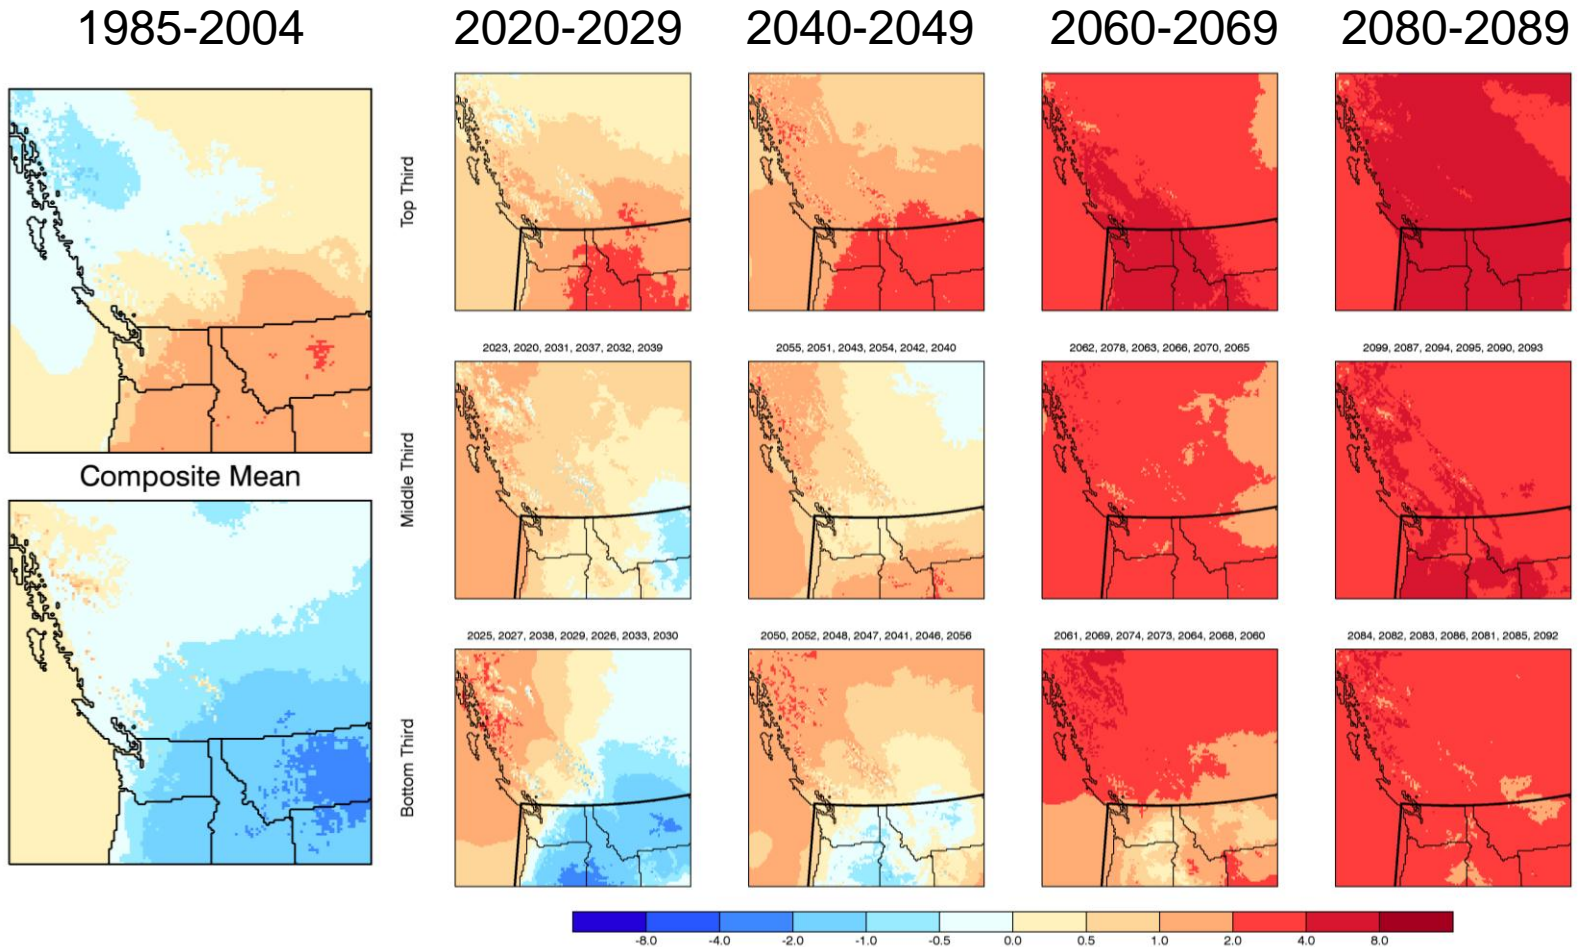 1985-2004
2020-2029
2040-2049
2060-2069
2080-2089
Top Third
2023, 2020, 2031, 2037, 2032, 2039
2055, 2051, 2043, 2054, 2042, 2040
2062, 2078, 2063, 2066, 2070, 2065
2099, 2087, 2094, 2095, 2090, 2093
Composite Mean
Middle Third
2025, 2027, 2038, 2029, 2026, 2033, 2030
2050, 2052, 2048, 2047, 2041, 2046, 2056
2061, 2069, 2074, 2073, 2064, 2068, 2060
2084, 2082, 2083, 2086, 2081, 2085, 2092
Bottom Third
-8.0 -4.0 -2.0 -1.0 -0.5 0.0 0.5 1.0 2.0 4.0 8.0